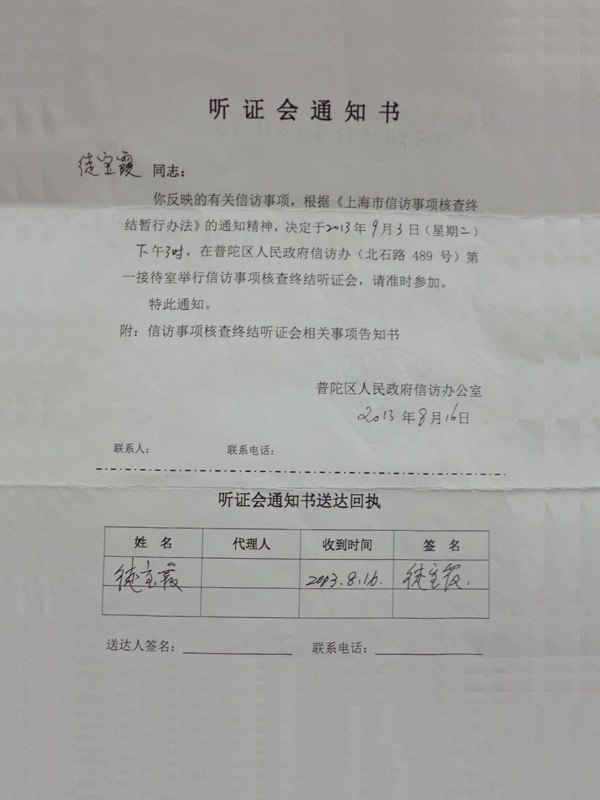 听证会通知书
徒宝霞 同志：
你反映的有关信访事项，根据《上海市信访事项核查终
结暂行办法》的通知精神，决定于2013年9月3日（星期二）
下午3时，在普陀区人民政府信访办（北石路 489 号）第
一接待室举行信访事项核查终结听证会，请准时参加。
特此通知。
附：信访事项核查终结听证会相关事项告知书
普陀区人民政府信访办公室
2013年8月16日
联系人： 联系电话：
听证会通知书送达回执
姓 名 代理人 收到时间 签 名
徒宝霞 2013.8.16. 徒宝霞.
送达人签名： 联系电话：